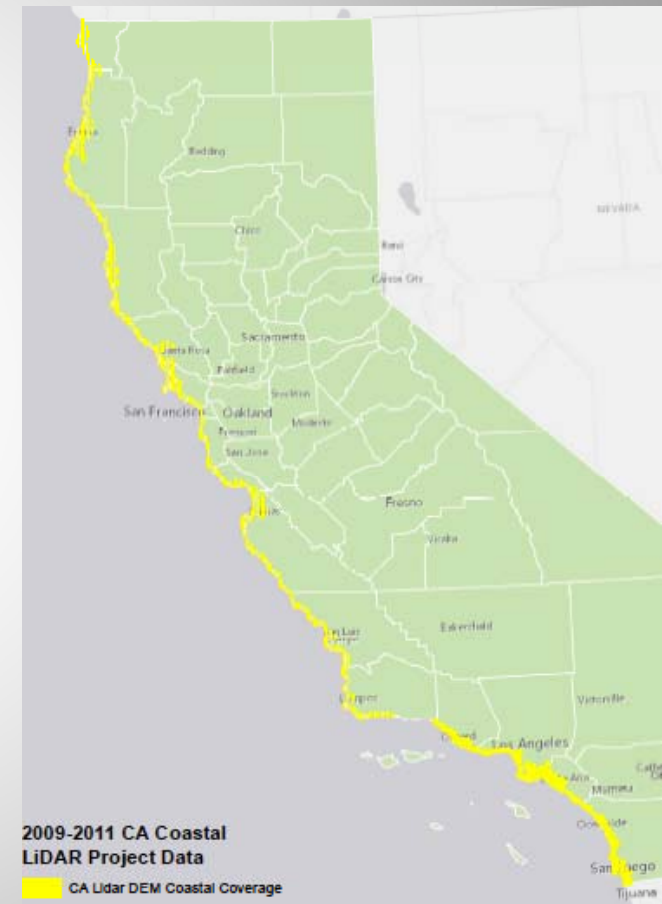 Redding
Chico
NEVADA
Reno
Carson City
Sacramento
Santa Rosa
Fairfield
Stockton
San Francisco
Oakland
Modesto
Fremont
San Jose
Fresno
Visalia
Bakersfield
Victorville
Los Angeles
Murrieta
San Diego
Tijuana
2009-2011 CA Coastal
LiDAR Project Data
CA Lidar DEM Coastal Coverage